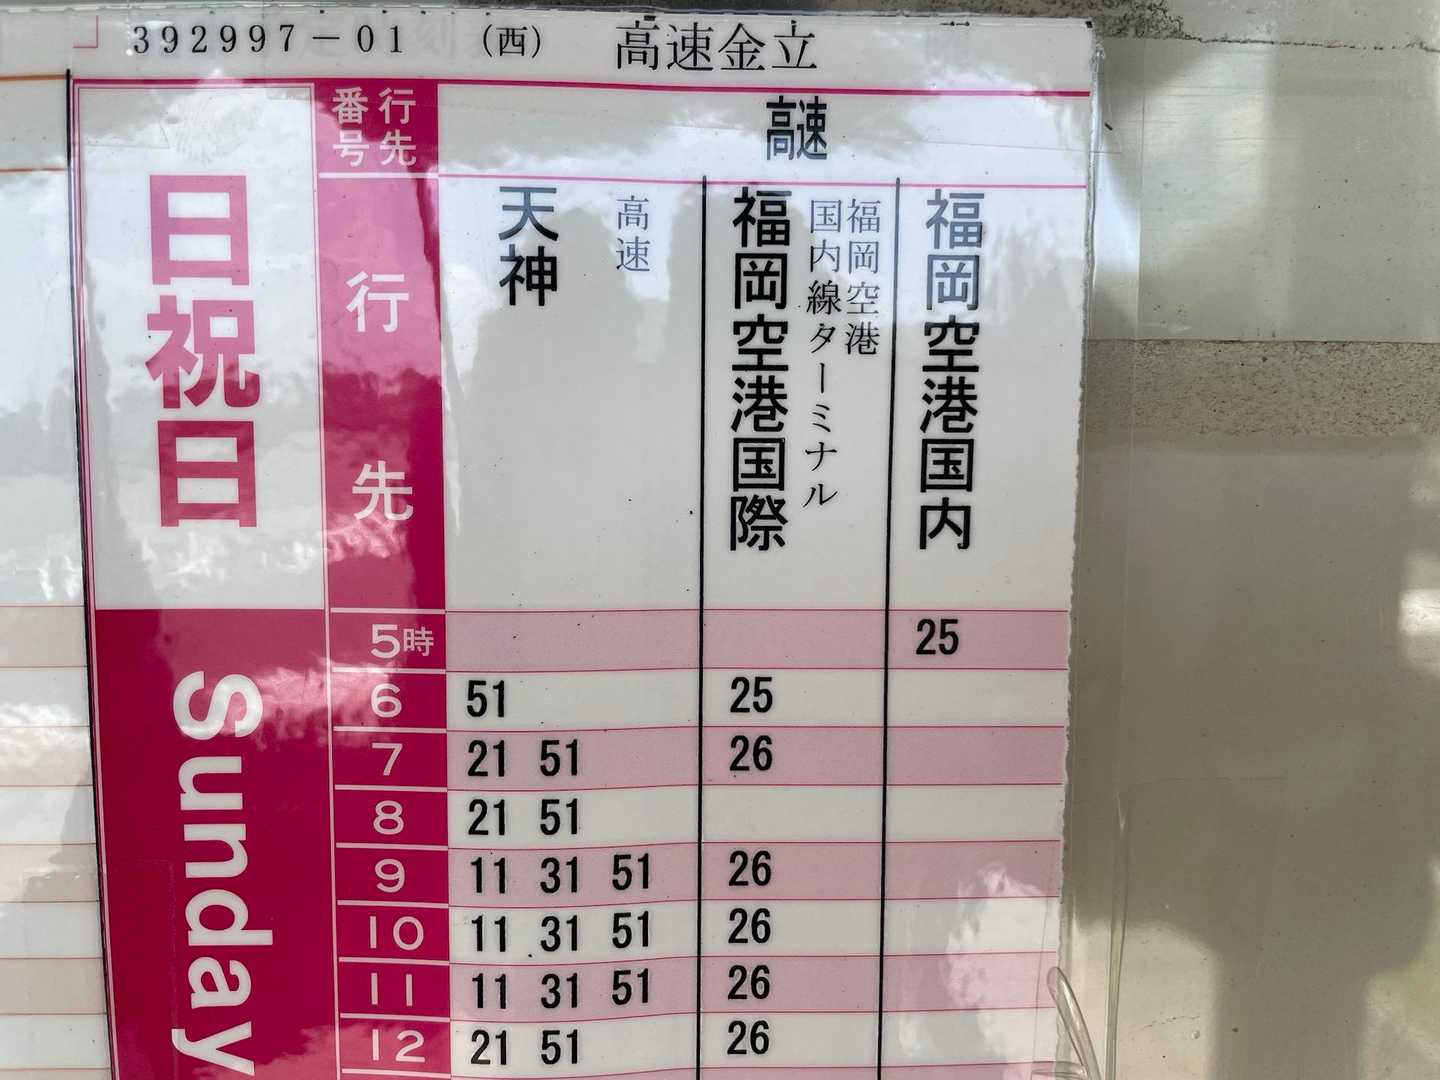 392997-01 (西) 高速金立
番号 行先
高速
日祝日
Sunday
行先
天神 高速
福岡空港国際
福岡空港
国内線ターミナル
福岡空港国内
5時 25
6 51 25
7 21 51 26
8 21 51
9 11 31 51 26
10 11 31 51 26
11 11 31 51 26
12 21 51 26